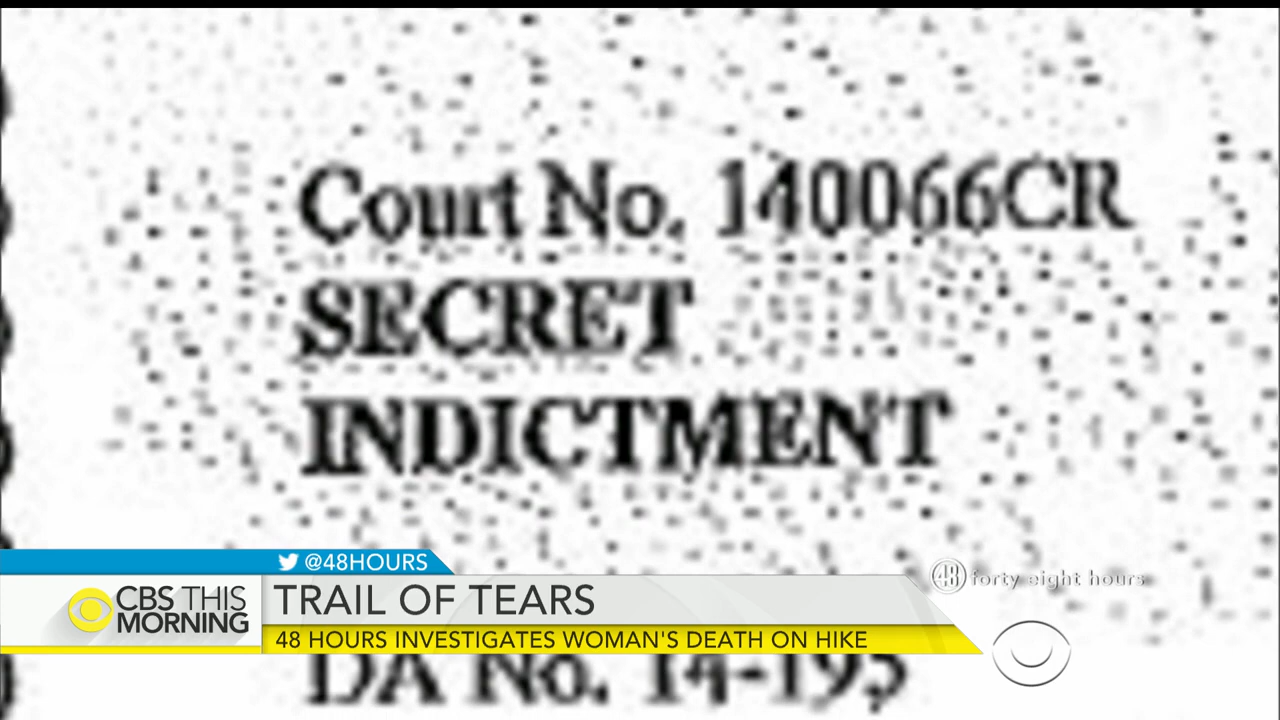 Court No. 140066CR
SECRET
INDICTMENT
@48HOURS
CBS THIS
MORNING
TRAIL OF TEARS
48 HOURS INVESTIGATES WOMAN'S DEATH ON HIKE
48 forty eight hours
DA No. 14-195